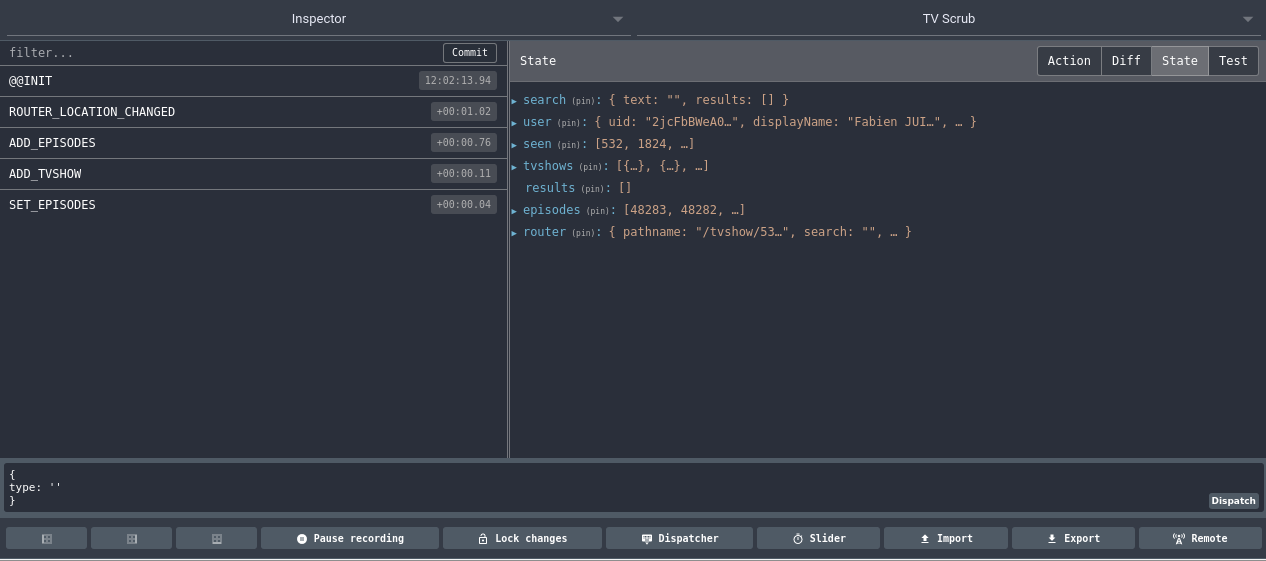 Inspector
TV Scrub
filter...
Commit
State
Action
Diff
State
Test
@@INIT
12:02:13.94
ROUTER_LOCATION_CHANGED
+00:01.02
ADD_EPISODES
+00:00.76
ADD_TVSHOW
+00:00.11
SET_EPISODES
+00:00.04
search (pin): { text: "", results: [] }
user (pin): { uid: "2jcFbBWeA0…", displayName: "Fabien JUI…", … }
seen (pin): [532, 1824, …]
tvshows (pin): [{…}, {…}, …]
results (pin): []
episodes (pin): [48283, 48282, …]
router (pin): { pathname: "/tvshow/53…", search: "", … }
{
type: ''
}
Dispatch
Pause recording
Lock changes
Dispatcher
Slider
Import
Export
Remote